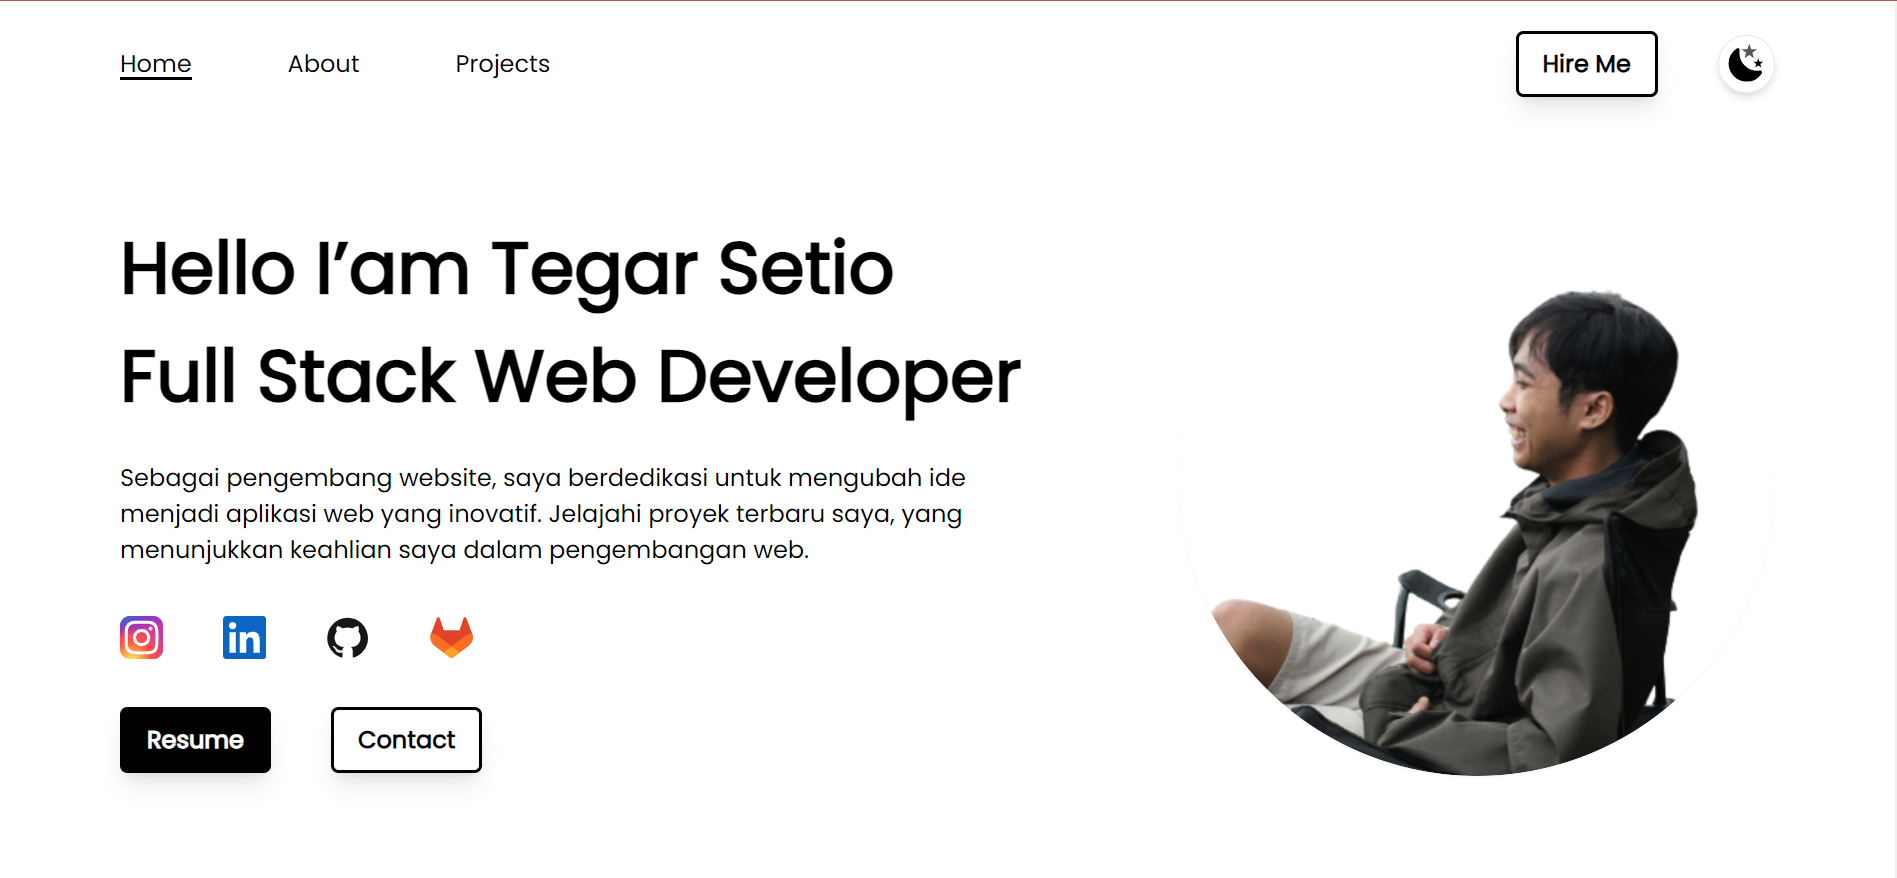 Home
About
Projects
Hire Me
Hello I’am Tegar Setio
Full Stack Web Developer
Sebagai pengembang website, saya berdedikasi untuk mengubah ide
menjadi aplikasi web yang inovatif. Jelajahi proyek terbaru saya, yang
menunjukkan keahlian saya dalam pengembangan web.
in
Resume
Contact